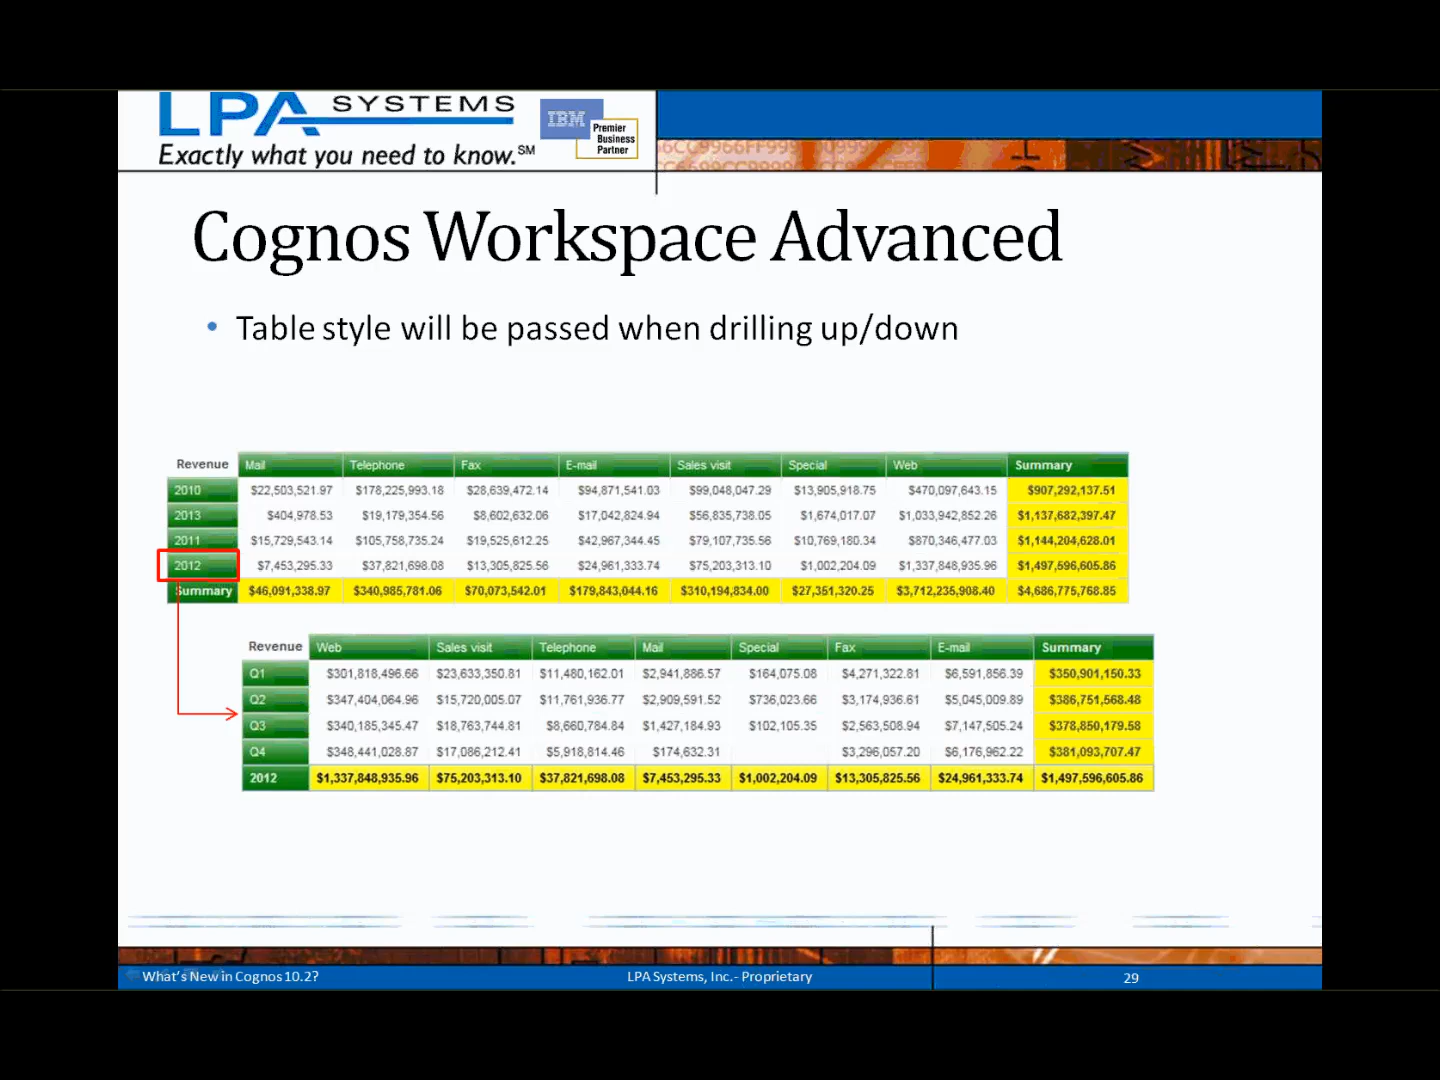 LPA SYSTEMS
Exactly what you need to know.SM
IBM
Premier
Business
Partner
Cognos Workspace Advanced
• Table style will be passed when drilling up/down
Revenue Mail Telephone Fax E-mail Sales visit Special Web Summary
2010 $22,503,521.97 $178,225,993.18 $28,639,472.14 $94,871,541.03 $99,048,047.29 $13,905,918.75 $470,097,643.15 $907,292,137.51
2013 $404,978.53 $19,179,354.56 $8,602,632.06 $17,042,824.94 $56,835,738.05 $1,674,017.07 $1,033,942,852.26 $1,137,682,397.47
2011 $15,729,543.14 $105,758,735.24 $19,525,612.25 $42,967,344.45 $79,107,735.56 $10,769,180.34 $870,346,477.03 $1,144,204,628.01
2012 $7,453,295.33 $37,821,698.08 $13,305,825.56 $24,961,333.74 $75,203,313.10 $1,002,204.09 $1,337,848,935.96 $1,497,596,605.86
Summary $46,091,338.97 $340,985,781.06 $70,073,542.01 $179,843,044.16 $310,194,834.00 $27,351,320.25 $3,712,235,908.40 $4,686,775,768.85
Revenue Web Sales visit Telephone Mail Special Fax E-mail Summary
Q1 $301,818,496.66 $23,633,350.81 $11,480,162.01 $2,941,886.57 $164,075.08 $4,271,322.81 $6,591,856.39 $350,901,150.33
Q2 $347,404,064.96 $15,720,005.07 $11,761,936.77 $2,909,591.52 $736,023.66 $3,174,936.61 $5,045,009.89 $386,751,568.48
Q3 $340,185,345.47 $18,763,744.81 $8,660,784.84 $1,427,184.93 $102,105.35 $2,563,508.94 $7,147,505.24 $378,850,179.58
Q4 $348,441,028.87 $17,086,212.41 $5,918,814.46 $174,632.31 $3,296,057.20 $6,176,962.22 $381,093,707.47
2012 $1,337,848,935.96 $75,203,313.10 $37,821,698.08 $7,453,295.33 $1,002,204.09 $13,305,825.56 $24,961,333.74 $1,497,596,605.86
What's New in Cognos 10.2? LPA Systems, Inc.- Proprietary 29